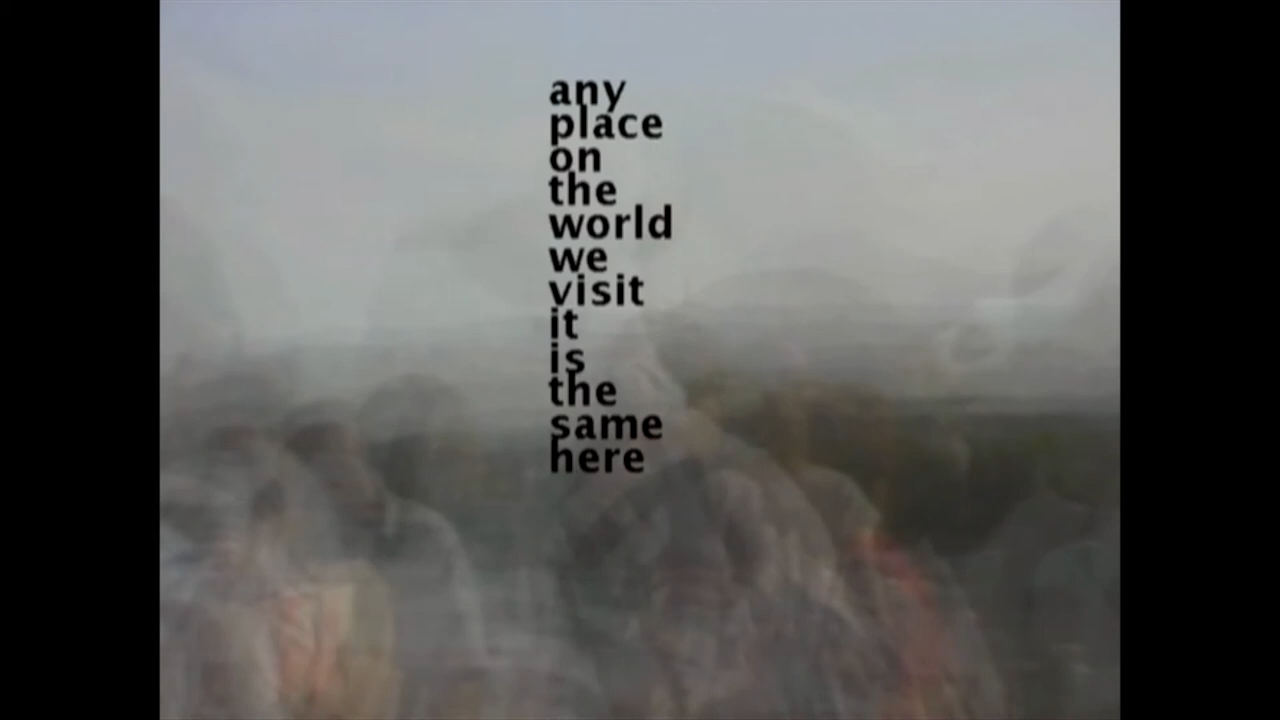 any
place
on
the
world
we
visit
it
is
the
same
here